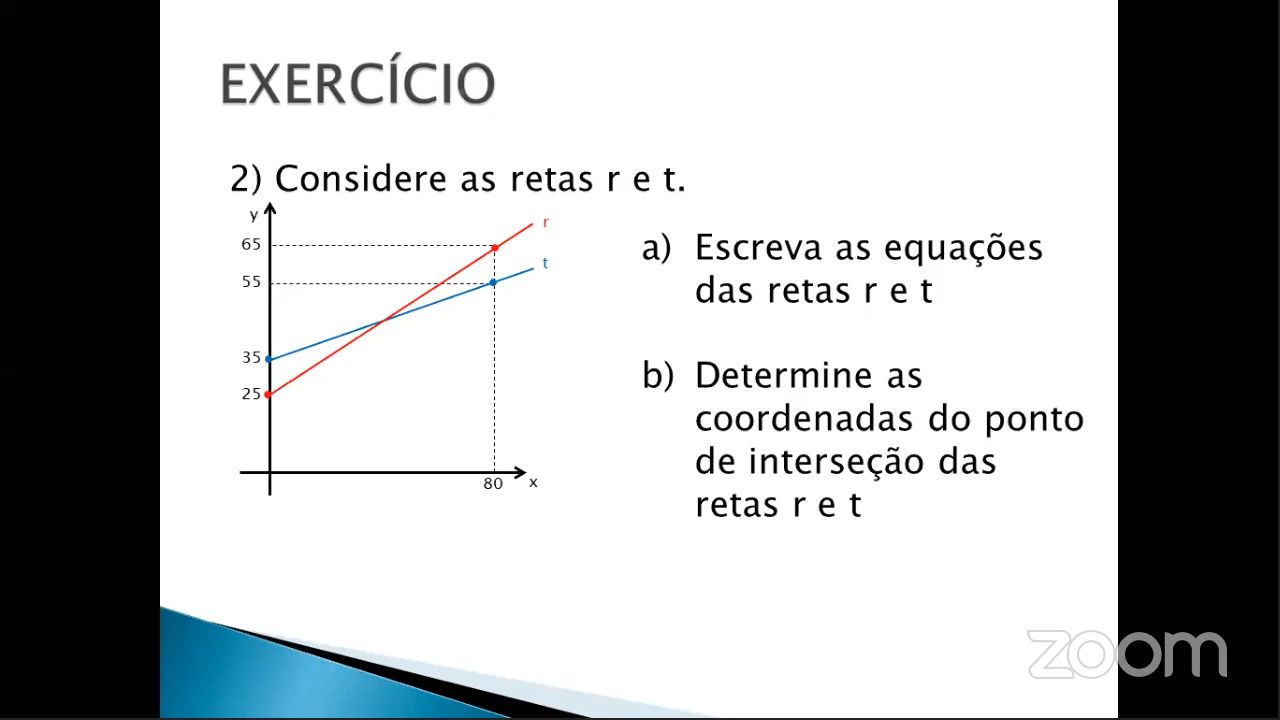 EXERCÍCIO
2) Considere as retas r e t.
y
r
65
t
55
35
25
80
x
a) Escreva as equações
das retas r e t
b) Determine as
coordenadas do ponto
de interseção das
retas r e t
zoom